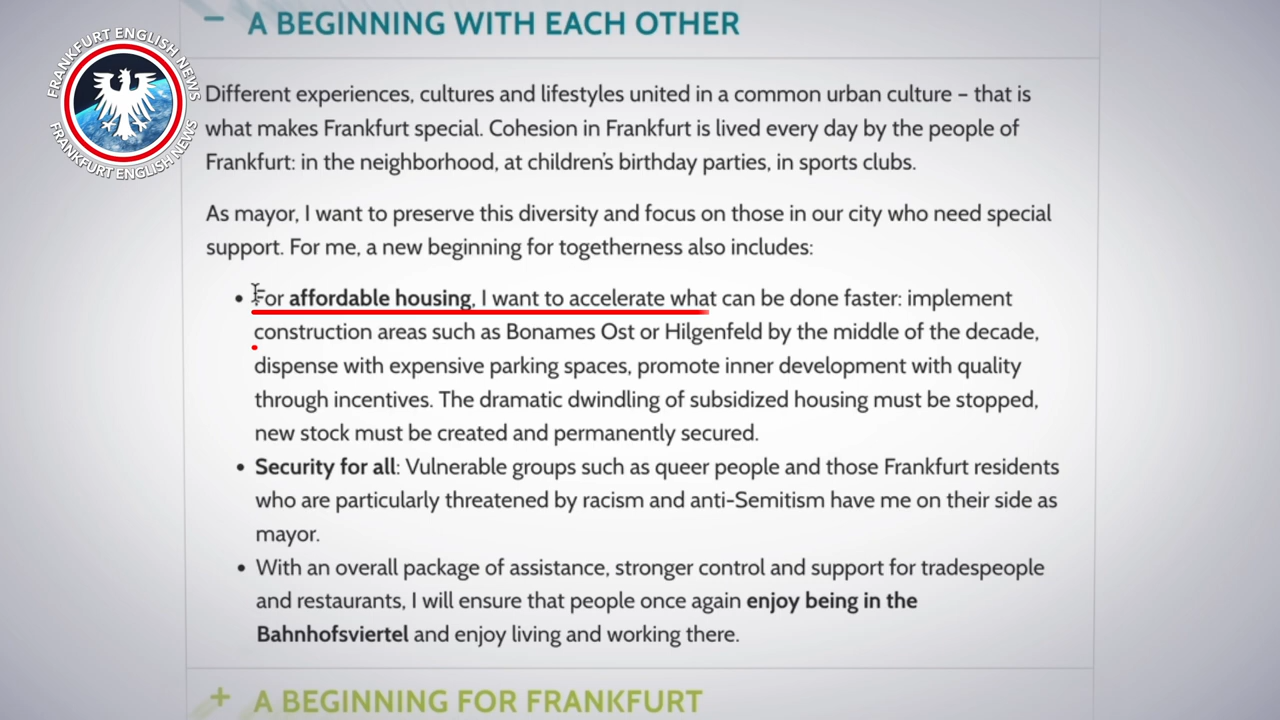 A BEGINNING WITH EACH OTHER
FRANKFURT ENGLISH NEWS
FRANKFURT ENGLISH NEWS
Different experiences, cultures and lifestyles united in a common urban culture – that is
what makes Frankfurt special. Cohesion in Frankfurt is lived every day by the people of
Frankfurt: in the neighborhood, at children's birthday parties, in sports clubs.
As mayor, I want to preserve this diversity and focus on those in our city who need special
support. For me, a new beginning for togetherness also includes:
• For affordable housing, I want to accelerate what can be done faster: implement
construction areas such as Bonames Ost or Hilgenfeld by the middle of the decade,
dispense with expensive parking spaces, promote inner development with quality
through incentives. The dramatic dwindling of subsidized housing must be stopped,
new stock must be created and permanently secured.
• Security for all: Vulnerable groups such as queer people and those Frankfurt residents
who are particularly threatened by racism and anti-Semitism have me on their side as
mayor.
• With an overall package of assistance, stronger control and support for tradespeople
and restaurants, I will ensure that people once again enjoy being in the
Bahnhofsviertel and enjoy living and working there.
A BEGINNING FOR FRANKFURT